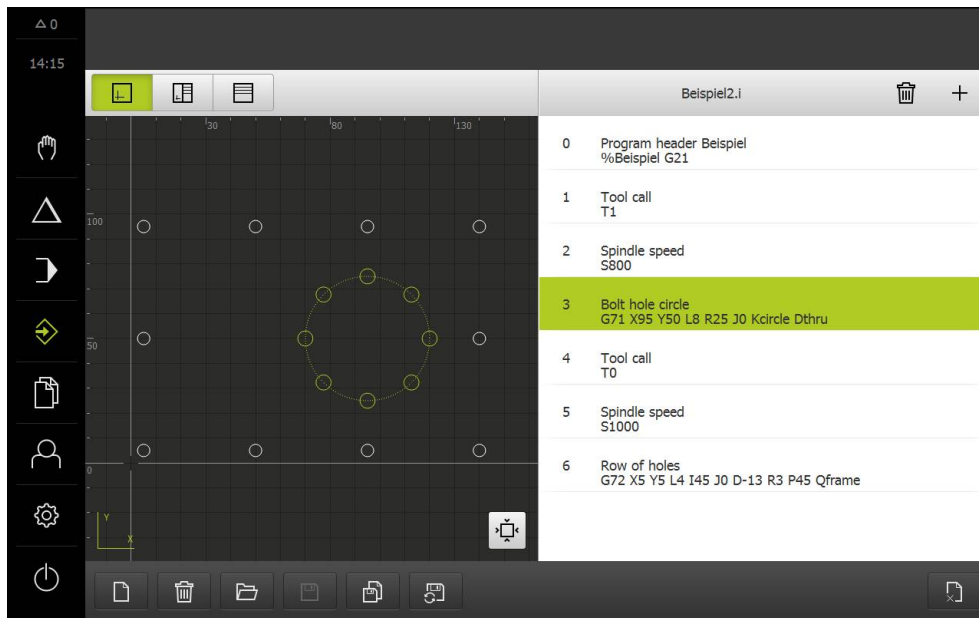 0
14:15
Beispiel2.i
30
80
130
100
50
0
Y
X
0 Program header Beispiel
%Beispiel G21
1 Tool call
T1
2 Spindle speed
S800
3 Bolt hole circle
G71 X95 Y50 L8 R25 J0 Kcircle Dthru
4 Tool call
T0
5 Spindle speed
S1000
6 Row of holes
G72 X5 Y5 L4 I45 J0 D-13 R3 P45 Qframe